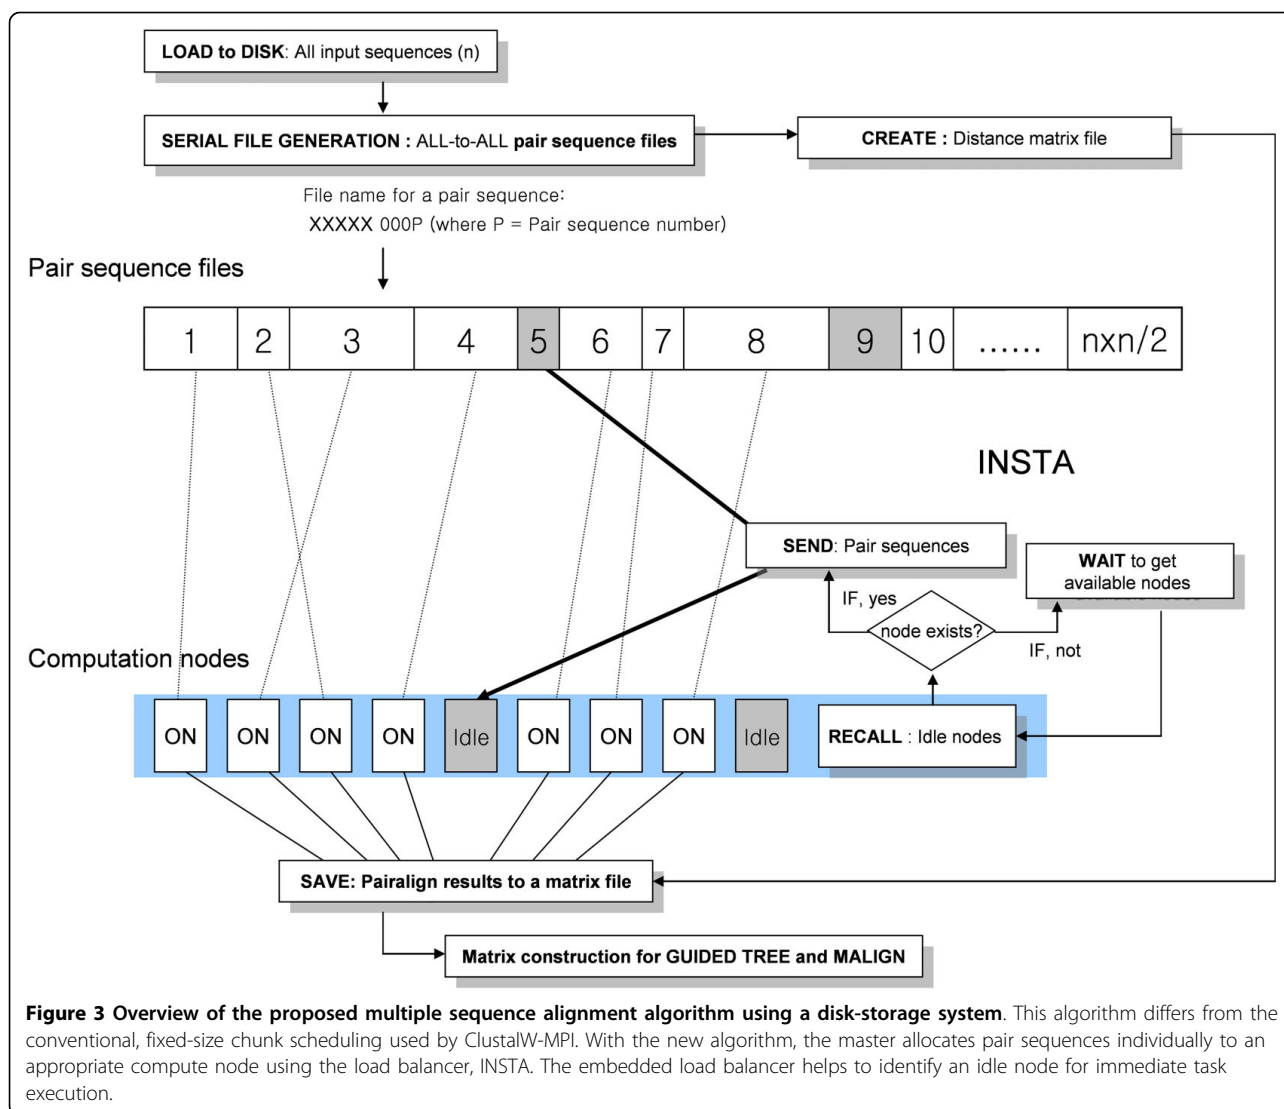 LOAD to DISK: All input sequences (n)
SERIAL FILE GENERATION : ALL-to-ALL pair sequence files
CREATE : Distance matrix file
File name for a pair sequence:
XXXXX 000P (where P = Pair sequence number)
Pair sequence files
1 2 3 4 5 6 7 8 9 10 ...... nxn/2
INSTA
SEND: Pair sequences
WAIT to get
available nodes
IF, yes
node exists?
IF, not
Computation nodes
ON ON ON ON Idle ON ON ON Idle
RECALL : Idle nodes
SAVE: Pairalign results to a matrix file
Matrix construction for GUIDED TREE and MALIGN
Figure 3 Overview of the proposed multiple sequence alignment algorithm using a disk-storage system. This algorithm differs from the
conventional, fixed-size chunk scheduling used by ClustalW-MPI. With the new algorithm, the master allocates pair sequences individually to an
appropriate compute node using the load balancer, INSTA. The embedded load balancer helps to identify an idle node for immediate task
execution.